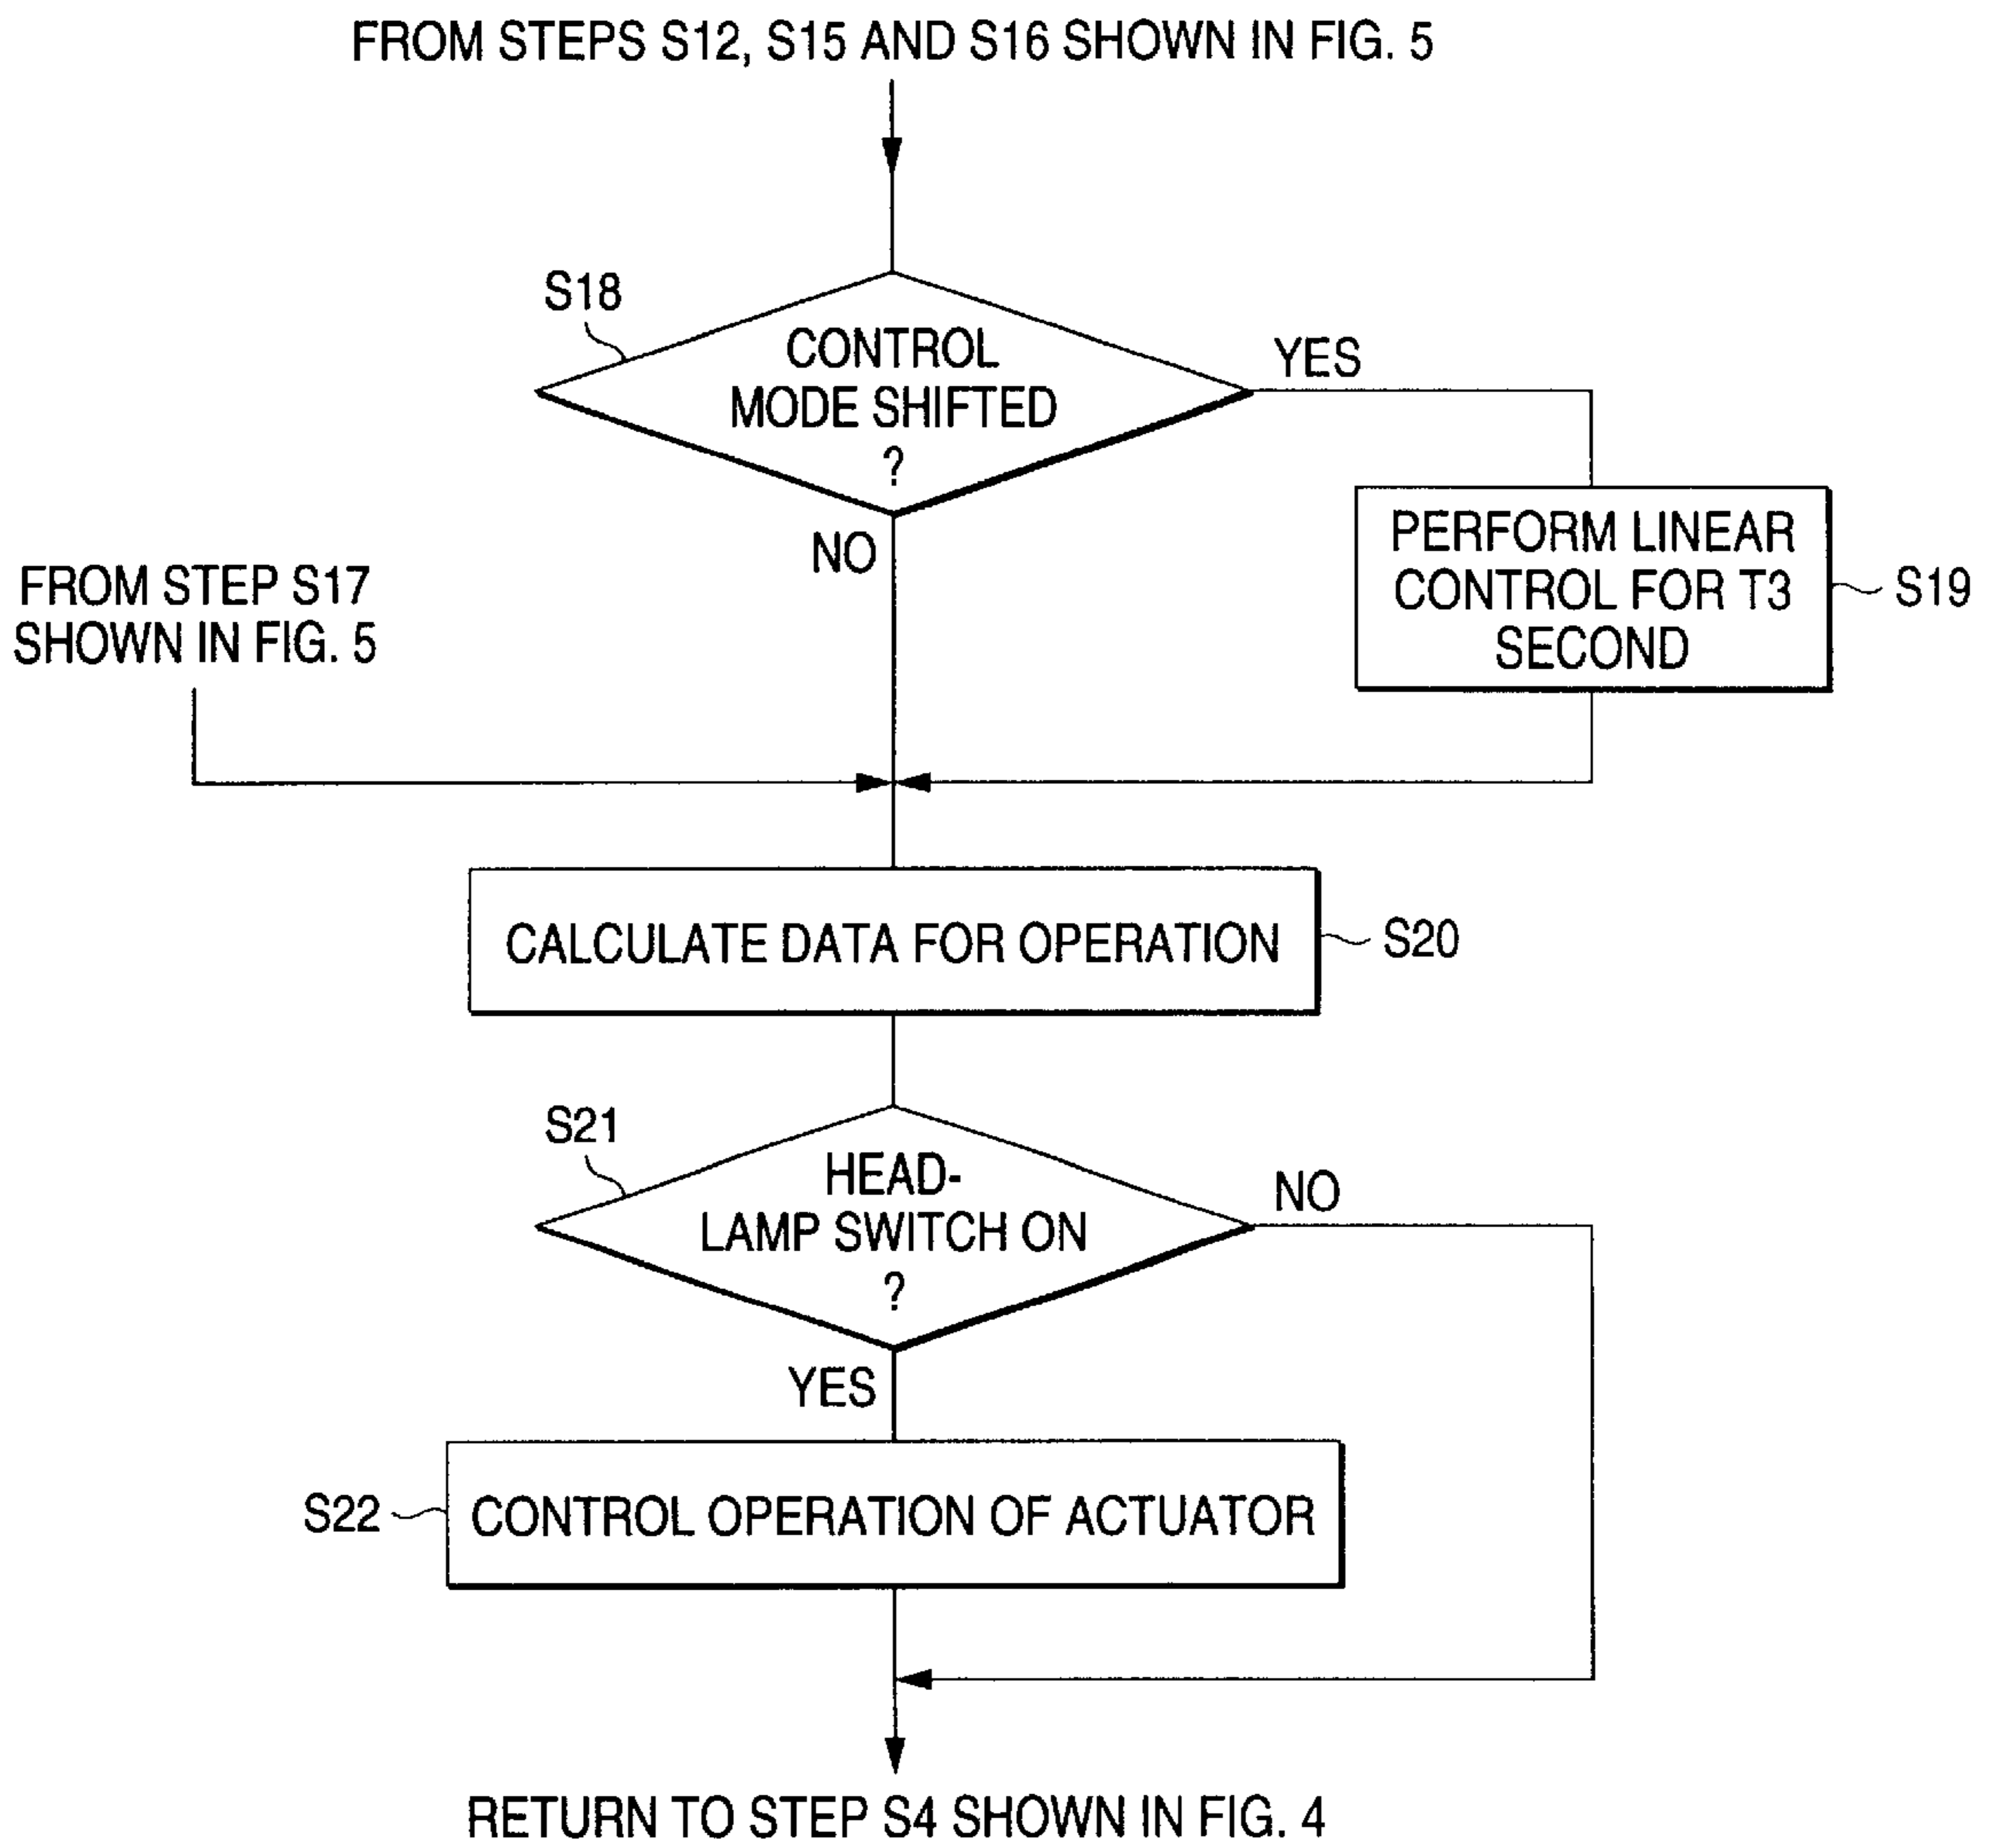 FROM STEPS S12, S15 AND S16 SHOWN IN FIG. 5
S18
CONTROL
MODE SHIFTED
?
YES
NO
PERFORM LINEAR
CONTROL FOR T3
SECOND
S19
FROM STEP S17
SHOWN IN FIG. 5
CALCULATE DATA FOR OPERATION
S20
S21
HEAD-
LAMP SWITCH ON
?
NO
YES
S22
CONTROL OPERATION OF ACTUATOR
RETURN TO STEP S4 SHOWN IN FIG. 4